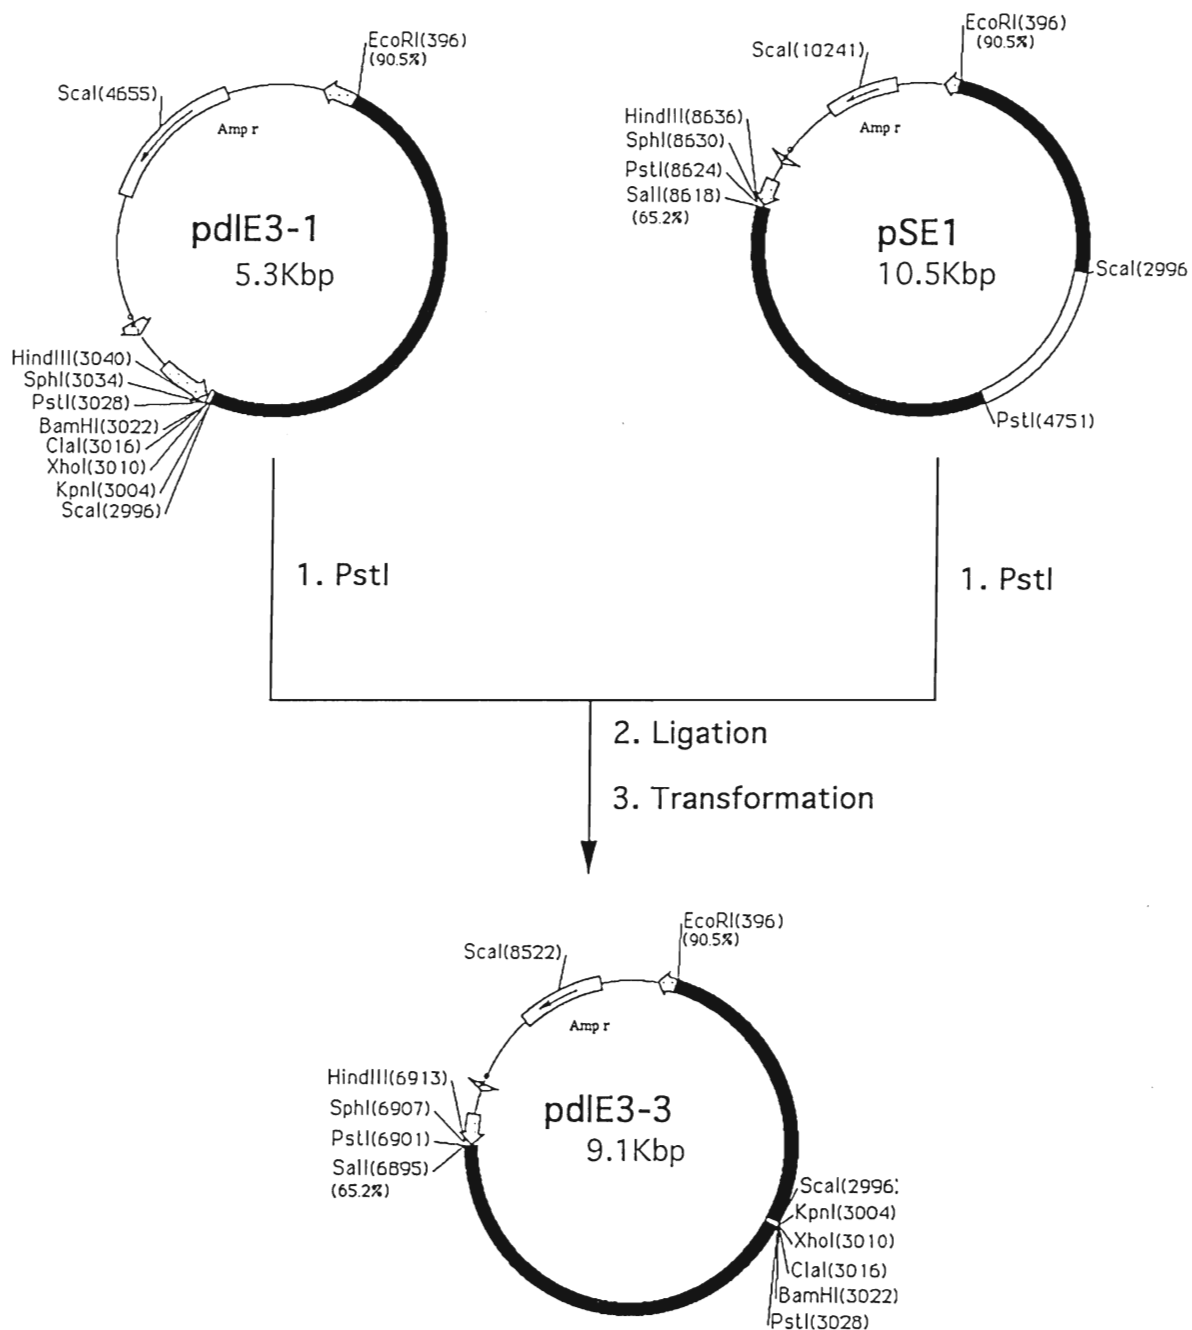 EcoRI(396)
(90.5%)
ScaI(4655)
Amp r
pdlE3-1
5.3Kbp
HindIII(3040)
SphI(3034)
PstI(3028)
BamHI(3022)
ClaI(3016)
XhoI(3010)
KpnI(3004)
ScaI(2996)
EcoRI(396)
(90.5%)
ScaI(10241)
Amp r
HindIII(8636)
SphI(8630)
PstI(8624)
SalI(8618)
(65.2%)
pSE1
10.5Kbp
ScaI(2996
PstI(4751)
1. PstI
1. PstI
2. Ligation
3. Transformation
EcoRI(396)
(90.5%)
ScaI(8522)
Amp r
HindIII(6913)
SphI(6907)
PstI(6901)
SalI(6895)
(65.2%)
pdlE3-3
9.1Kbp
ScaI(2996)
KpnI(3004)
XhoI(3010)
ClaI(3016)
BamHI(3022)
PstI(3028)